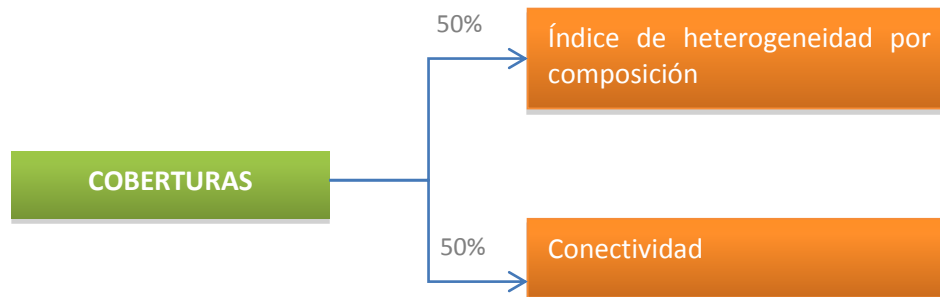 50%
Índice de heterogeneidad por
composición
COBERTURAS
50%
Conectividad